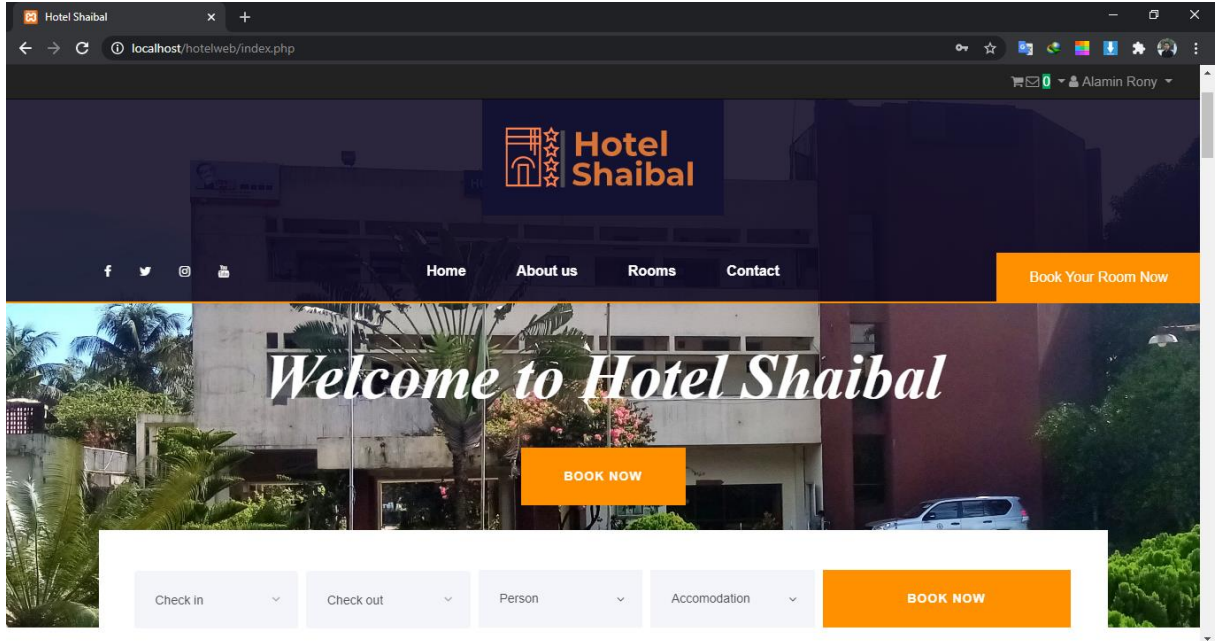 Hotel Shaibal
localhost/hotelweb/index.php
0 Alamin Rony
Hotel
Shaibal
Home About us Rooms Contact
Book Your Room Now
Welcome to Hotel Shaibal
BOOK NOW
Check in Check out Person Accomodation BOOK NOW